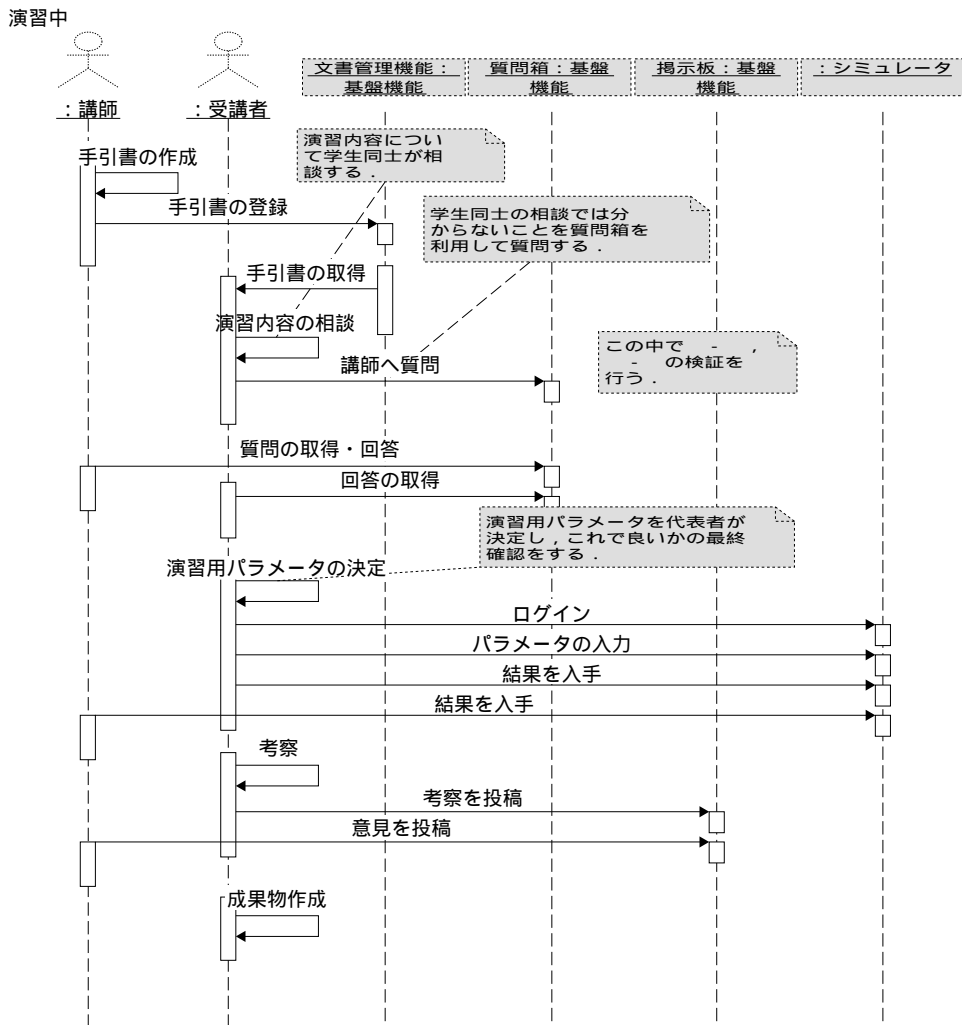 演習中
：講師
：受講者
文書管理機能：
基盤機能
質問箱：基盤
機能
掲示板：基盤
機能
：シミュレータ
演習内容につい
て学生同士が相
談する．
手引書の作成
手引書の登録
学生同士の相談では分
からないことを質問箱を
利用して質問する．
手引書の取得
演習内容の相談
この中で　-　，
　-　の検証を
行う．
講師へ質問
質問の取得・回答
回答の取得
演習用パラメータを代表者が
決定し，これで良いかの最終
確認をする．
演習用パラメータの決定
ログイン
パラメータの入力
結果を入手
結果を入手
考察
考察を投稿
意見を投稿
成果物作成